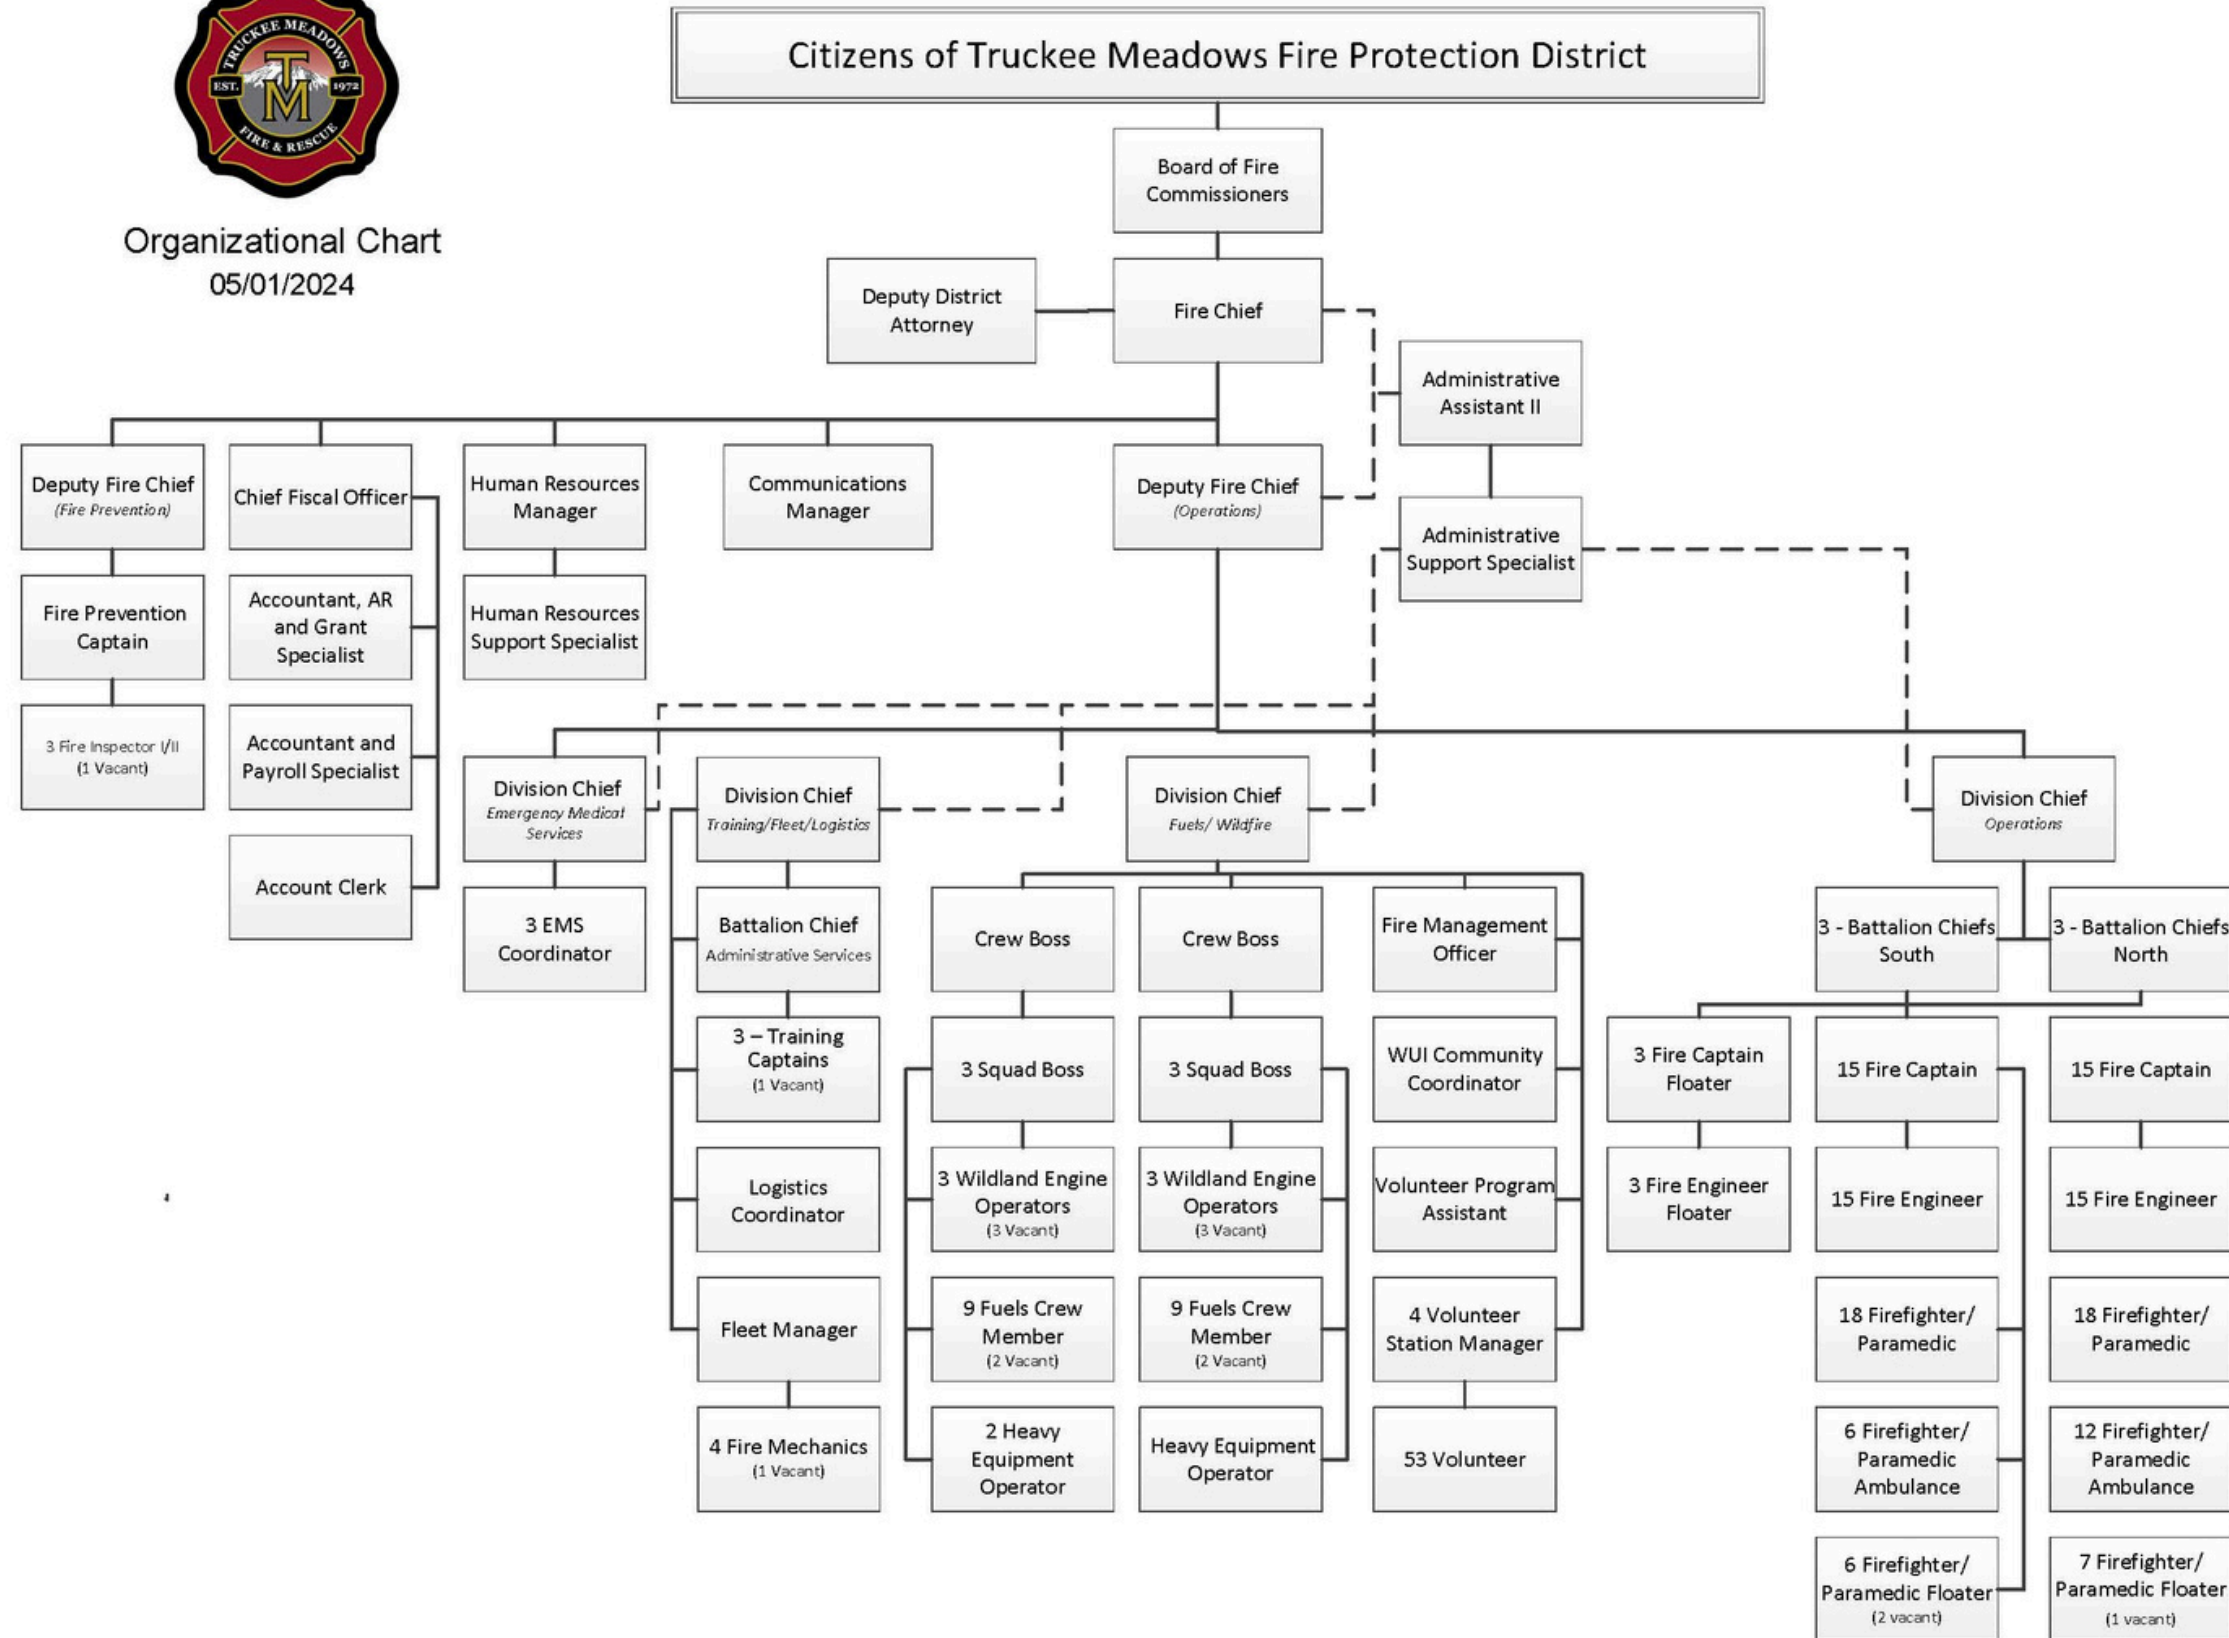 TRUCKEE MEADOWS
EST.
TM
1972
FIRE & RESCUE
Organizational Chart
05/01/2024
Citizens of Truckee Meadows Fire Protection District
Board of Fire
Commissioners
Deputy District
Attorney
Fire Chief
Administrative
Assistant II
Deputy Fire Chief
(Fire Prevention)
Chief Fiscal Officer
Human Resources
Manager
Communications
Manager
Deputy Fire Chief
(Operations)
Administrative
Support Specialist
Fire Prevention
Captain
Accountant, AR
and Grant
Specialist
Human Resources
Support Specialist
3 Fire Inspector I/II
(1 Vacant)
Accountant and
Payroll Specialist
Account Clerk
Division Chief
Emergency Medical
Services
Division Chief
Training/Fleet/Logistics
Division Chief
Fuels/ Wildfire
Division Chief
Operations
3 EMS
Coordinator
Battalion Chief
Administrative Services
Crew Boss
Crew Boss
Fire Management
Officer
3 - Battalion Chiefs
South
3 - Battalion Chiefs
North
3 – Training
Captains
(1 Vacant)
3 Squad Boss
3 Squad Boss
WUI Community
Coordinator
3 Fire Captain
Floater
15 Fire Captain
15 Fire Captain
Logistics
Coordinator
3 Wildland Engine
Operators
(3 Vacant)
3 Wildland Engine
Operators
(3 Vacant)
Volunteer Program
Assistant
3 Fire Engineer
Floater
15 Fire Engineer
15 Fire Engineer
Fleet Manager
9 Fuels Crew
Member
(2 Vacant)
9 Fuels Crew
Member
(2 Vacant)
4 Volunteer
Station Manager
18 Firefighter/
Paramedic
18 Firefighter/
Paramedic
4 Fire Mechanics
(1 Vacant)
2 Heavy
Equipment
Operator
Heavy Equipment
Operator
53 Volunteer
6 Firefighter/
Paramedic
Ambulance
12 Firefighter/
Paramedic
Ambulance
6 Firefighter/
Paramedic Floater
(2 vacant)
7 Firefighter/
Paramedic Floater
(1 vacant)